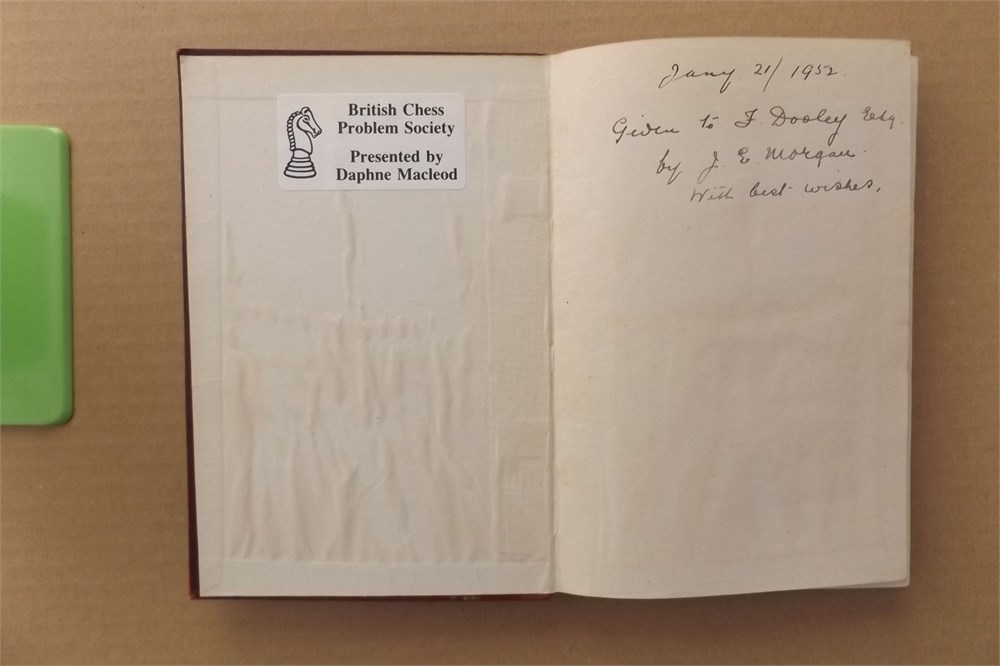 British Chess
Problem Society
Presented by
Daphne Macleod
Jany 21/ 1952.
Given to F. Dooley Esq.
by J. E. Morgan.
With best wishes.